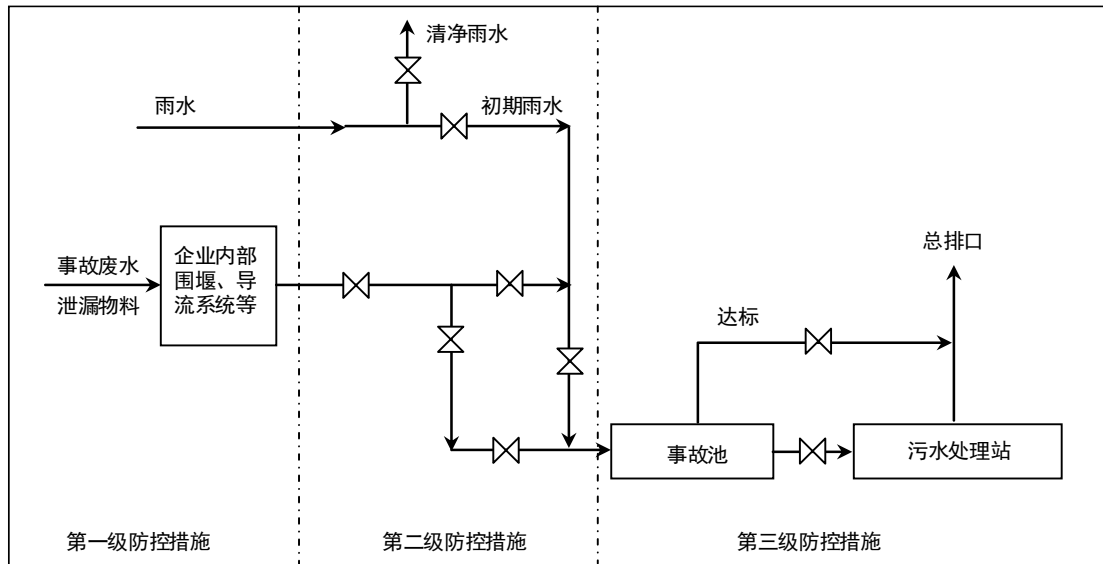 清净雨水
雨水
初期雨水
事故废水
泄漏物料
企业内部
围堰、导
流系统等
总排口
达标
事故池
污水处理站
第一级防控措施
第二级防控措施
第三级防控措施